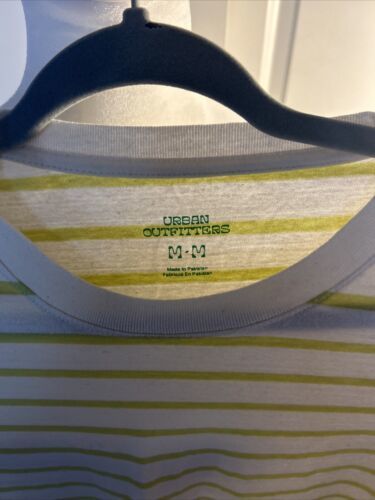 URBAN
OUTFITTERS
M - M
Made In Pakistan
Fabriqué En Pakistan